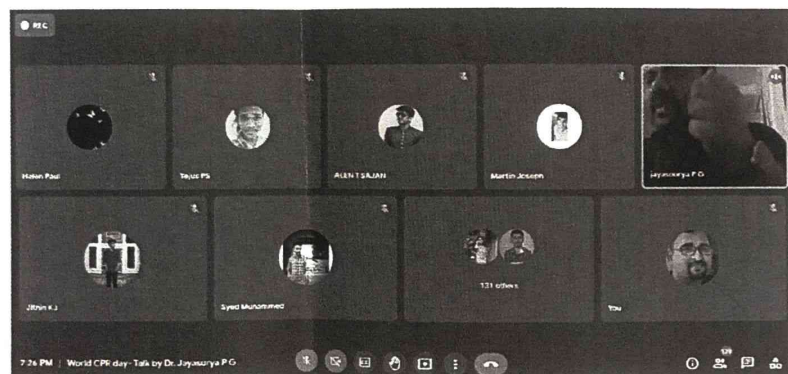 REC
Helen Paul
Tejus PS
ALEN T SAJAN
Martin Joseph
jayasurya P G
Jithin KJ
Syed Muhammed
131 others
You
7:26 PM | World CPR day- Talk by Dr. Jayasurya P G
129